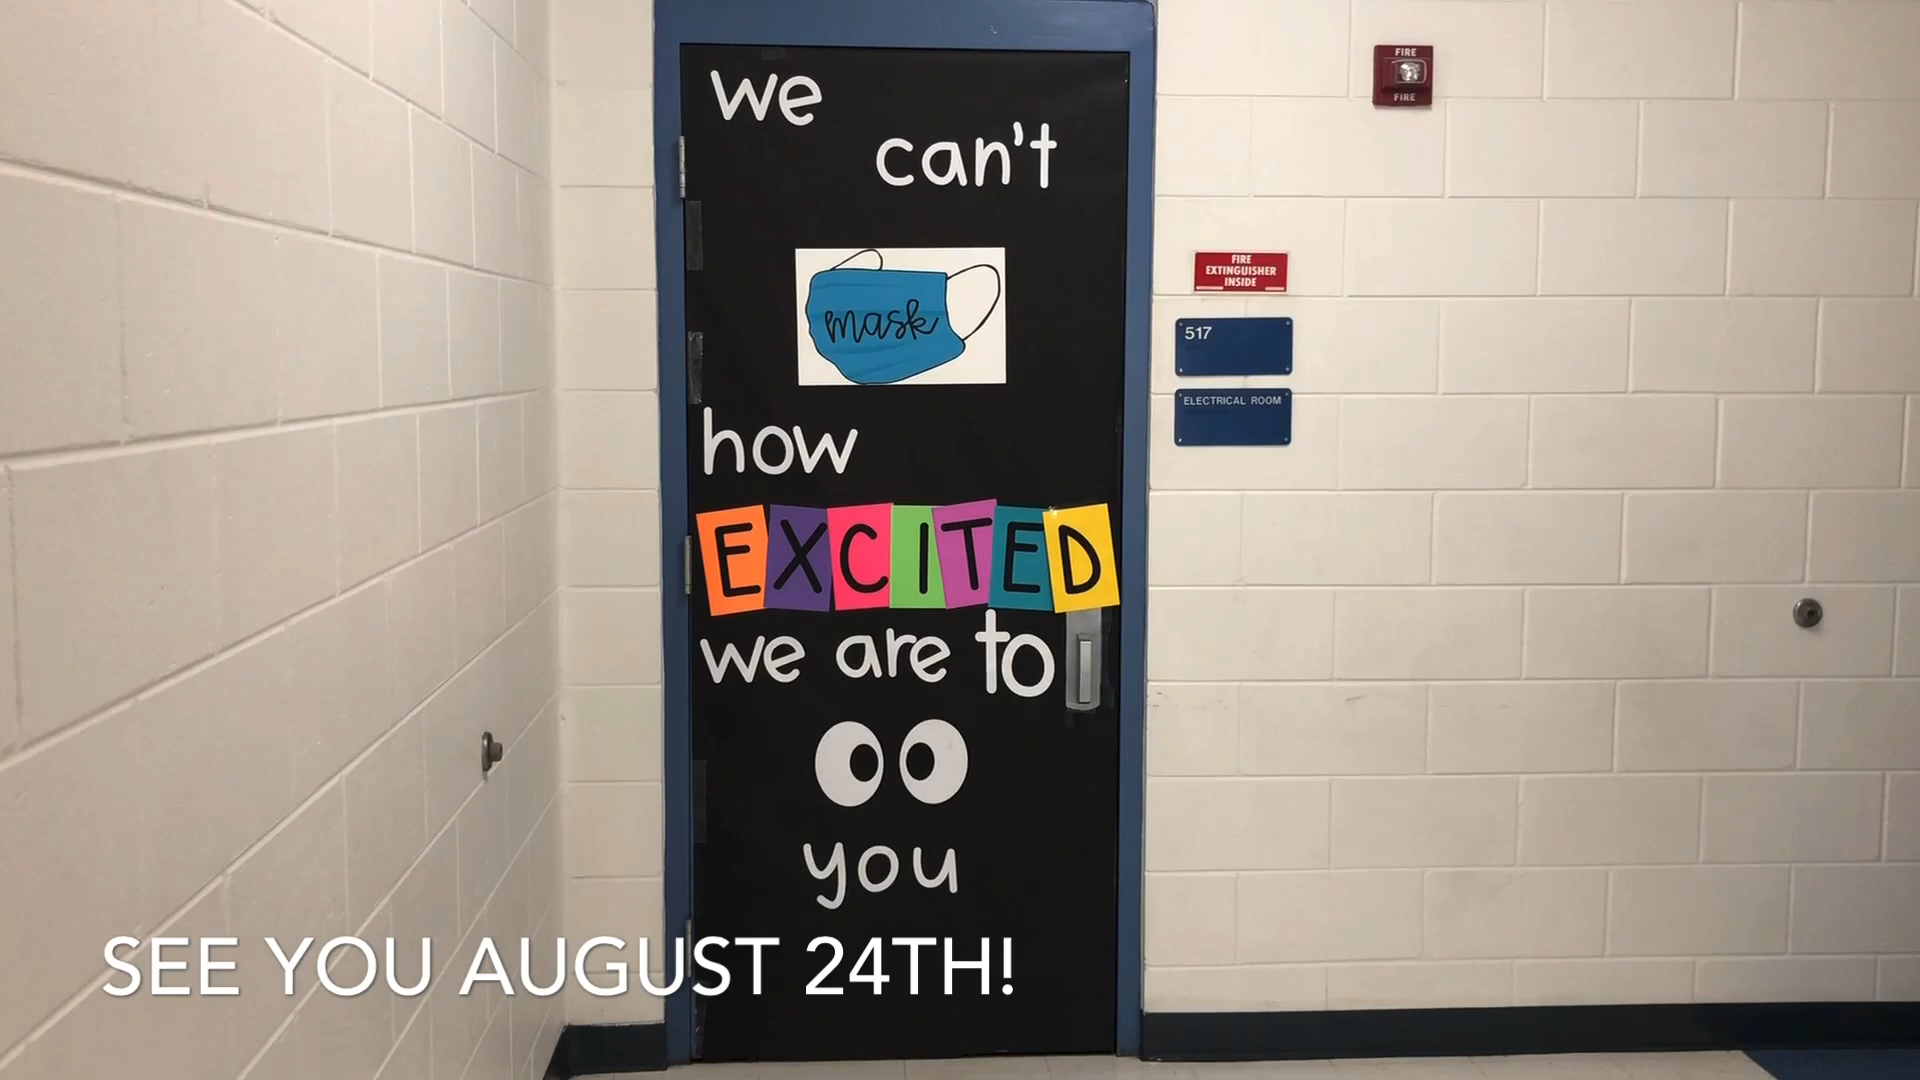 we
can't
mask
how
EXCITED
we are to
you
SEE YOU AUGUST 24TH!
FIRE
FIRE
FIRE
EXTINGUISHER
INSIDE
517
ELECTRICAL ROOM